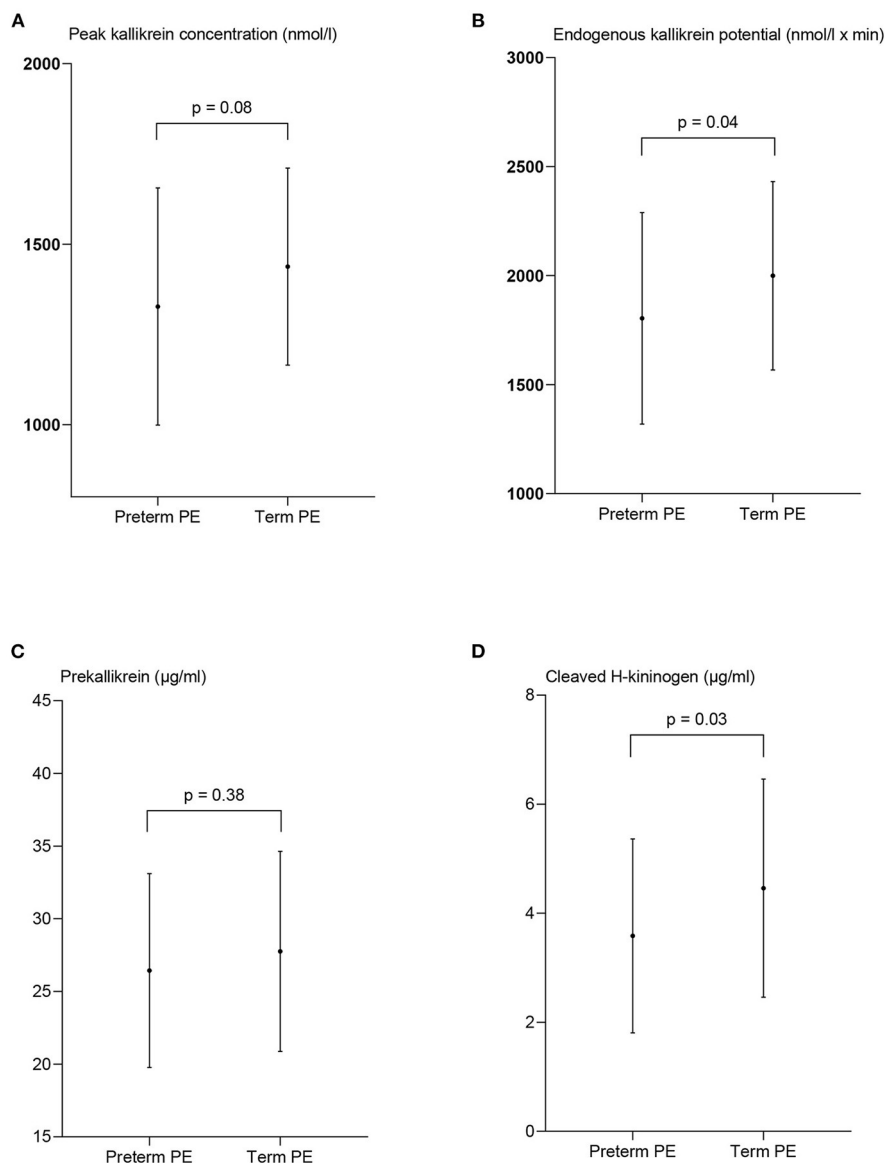 A
Peak kallikrein concentration (nmol/l)
2000
p = 0.08
1500
1000
Preterm PE
Term PE
B
Endogenous kallikrein potential (nmol/l x min)
3000
p = 0.04
2500
2000
1500
1000
Preterm PE
Term PE
C
Prekallikrein (µg/ml)
45
40
p = 0.38
35
30
25
20
15
Preterm PE
Term PE
D
Cleaved H-kininogen (µg/ml)
8
p = 0.03
6
4
2
0
Preterm PE
Term PE